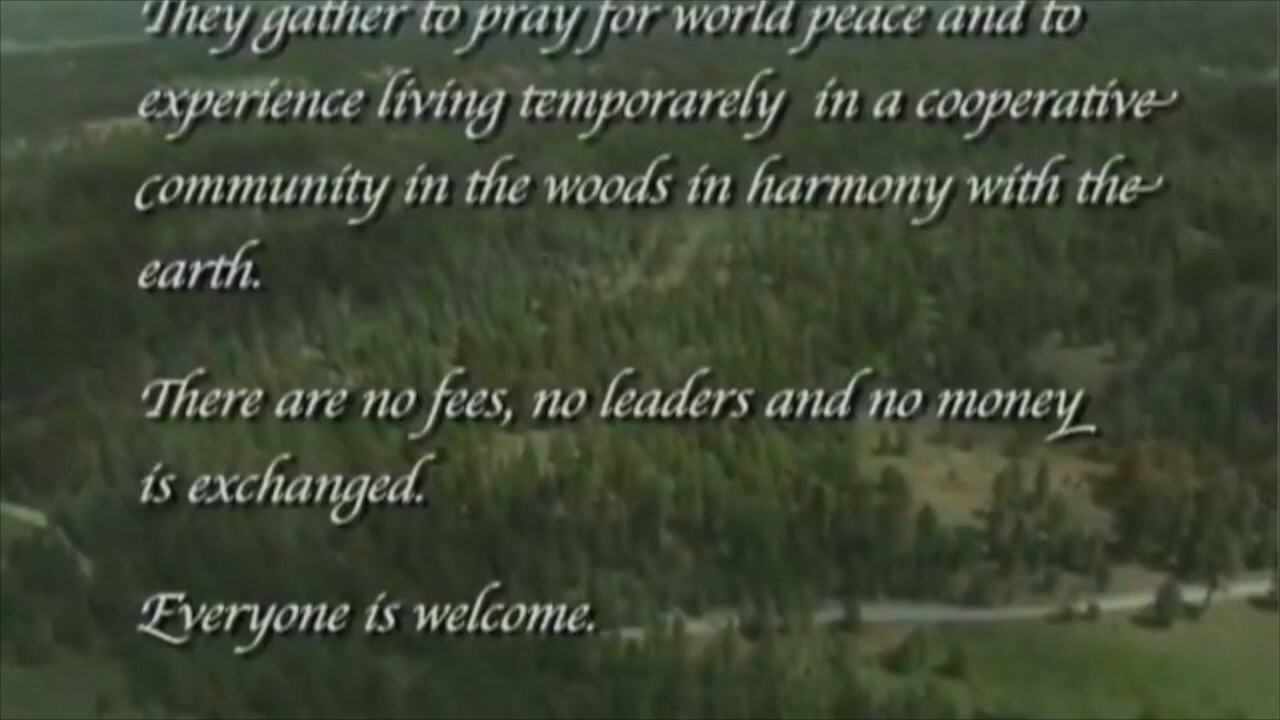 They gather to pray for world peace and to
experience living temporarely in a cooperative
community in the woods in harmony with the
earth.
There are no fees, no leaders and no money
is exchanged.
Everyone is welcome.